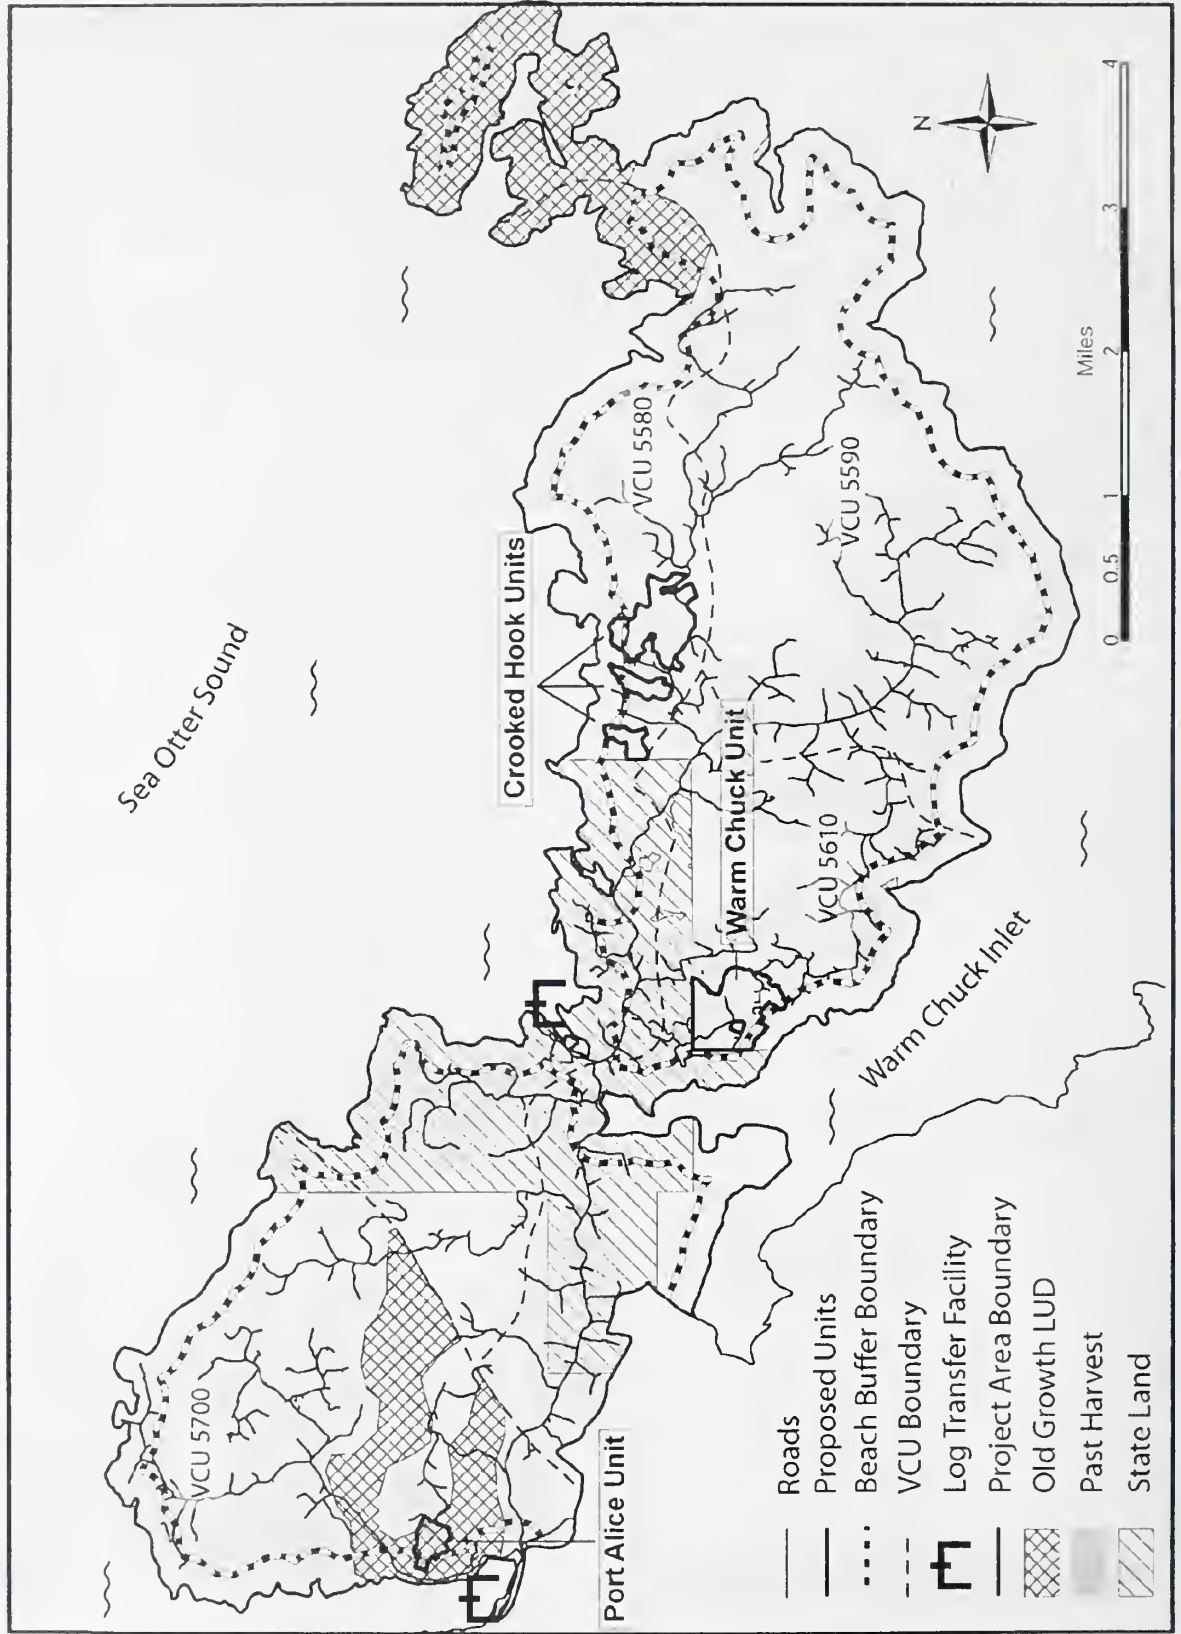 Sea Otter Sound
Crooked Hook Units
VCU 5580
VCU 5590
Warm Chuck Unit
VCU 5610
Warm Chuck Inlet
VCU 5700
Port Alice Unit
N
Miles
0 0.5 1 2 3 4
Roads
Proposed Units
Beach Buffer Boundary
VCU Boundary
Log Transfer Facility
Project Area Boundary
Old Growth LUD
Past Harvest
State Land